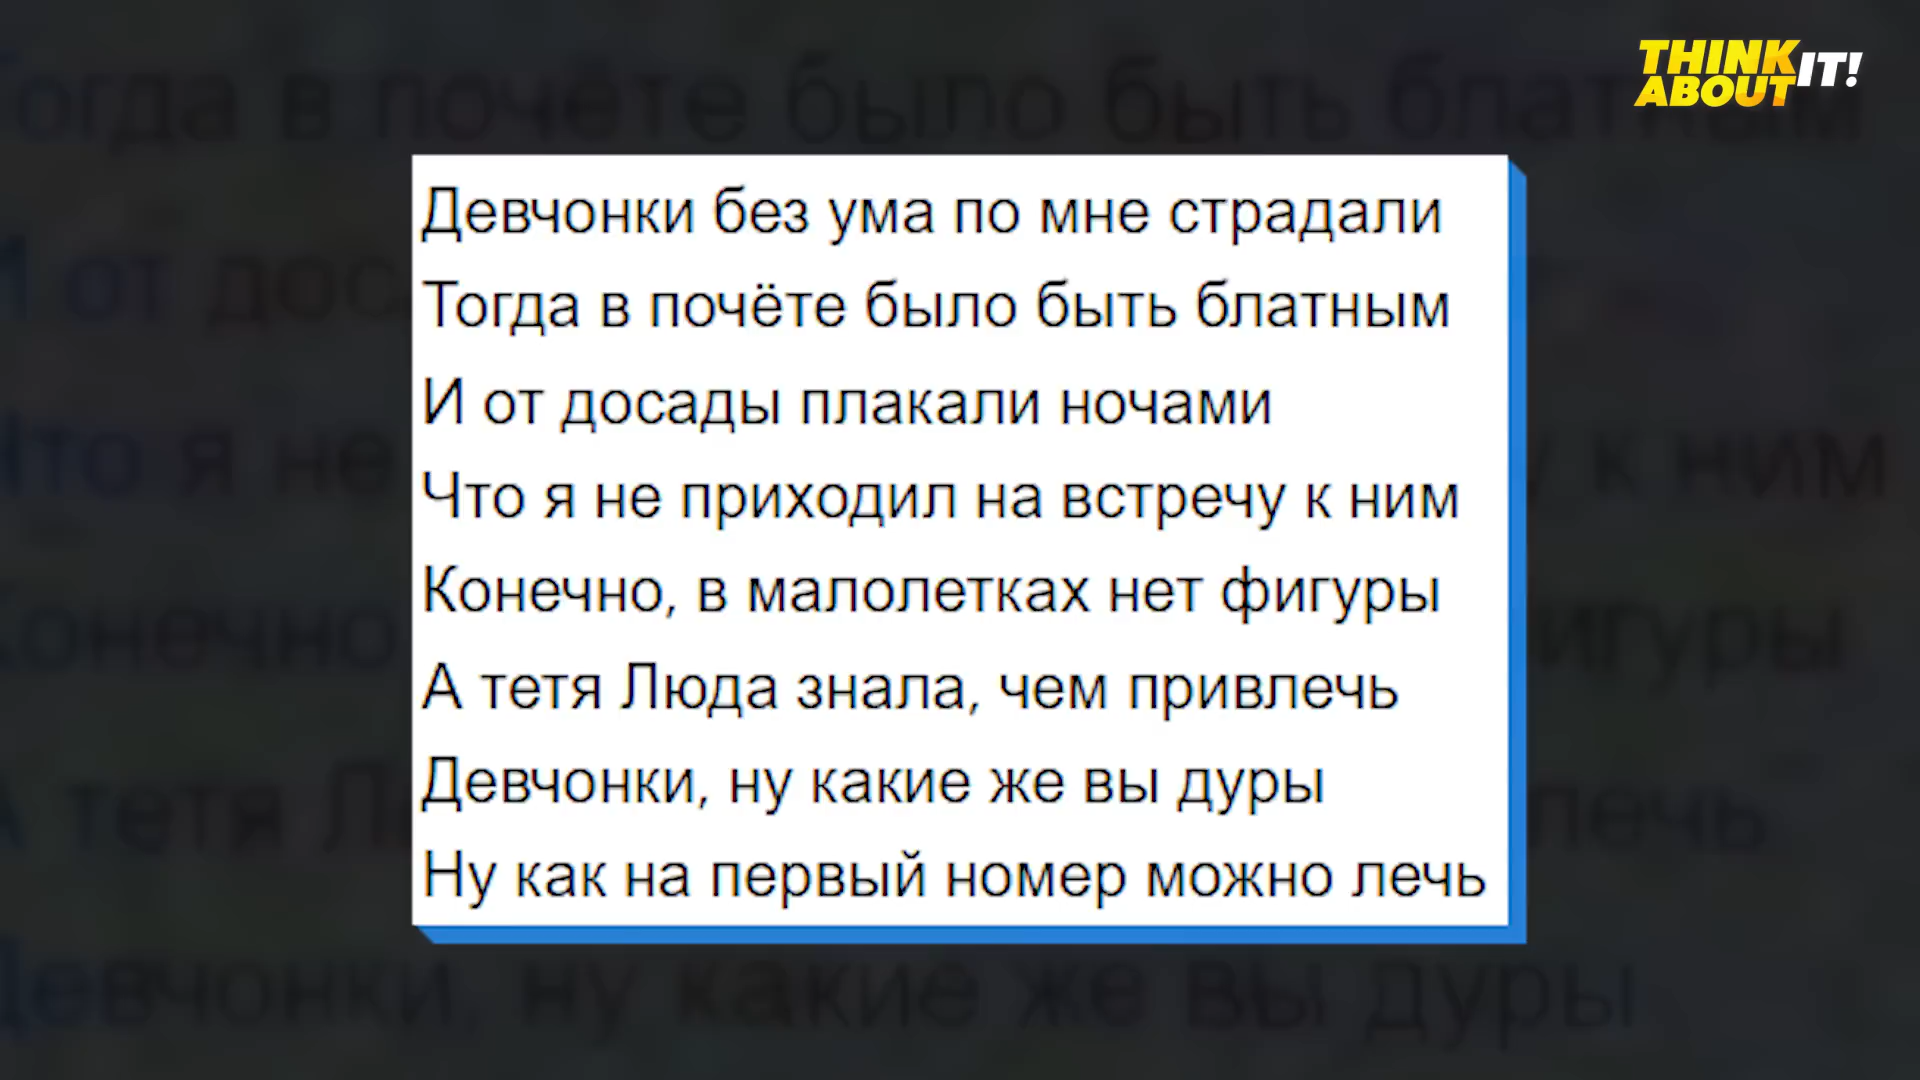 THINK ABOUT IT!
Девчонки без ума по мне страдали
Тогда в почёте было быть блатным
И от досады плакали ночами
Что я не приходил на встречу к ним
Конечно, в малолетках нет фигуры
А тетя Люда знала, чем привлечь
Девчонки, ну какие же вы дуры
Ну как на первый номер можно лечь